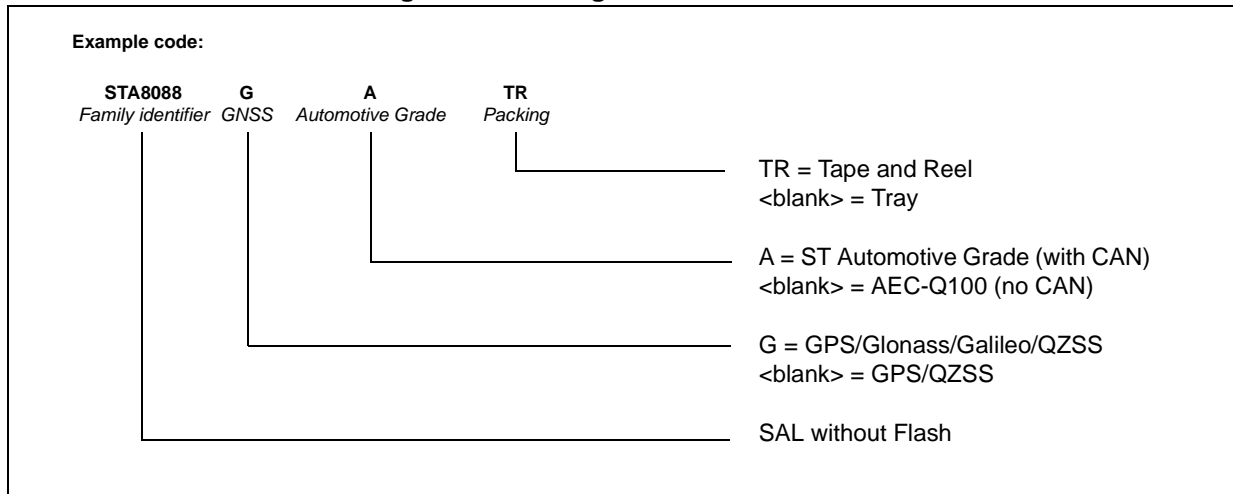 Example code:
STA8088 G A TR
Family identifier GNSS Automotive Grade Packing
TR = Tape and Reel
<blank> = Tray
A = ST Automotive Grade (with CAN)
<blank> = AEC-Q100 (no CAN)
G = GPS/Glonass/Galileo/QZSS
<blank> = GPS/QZSS
SAL without Flash